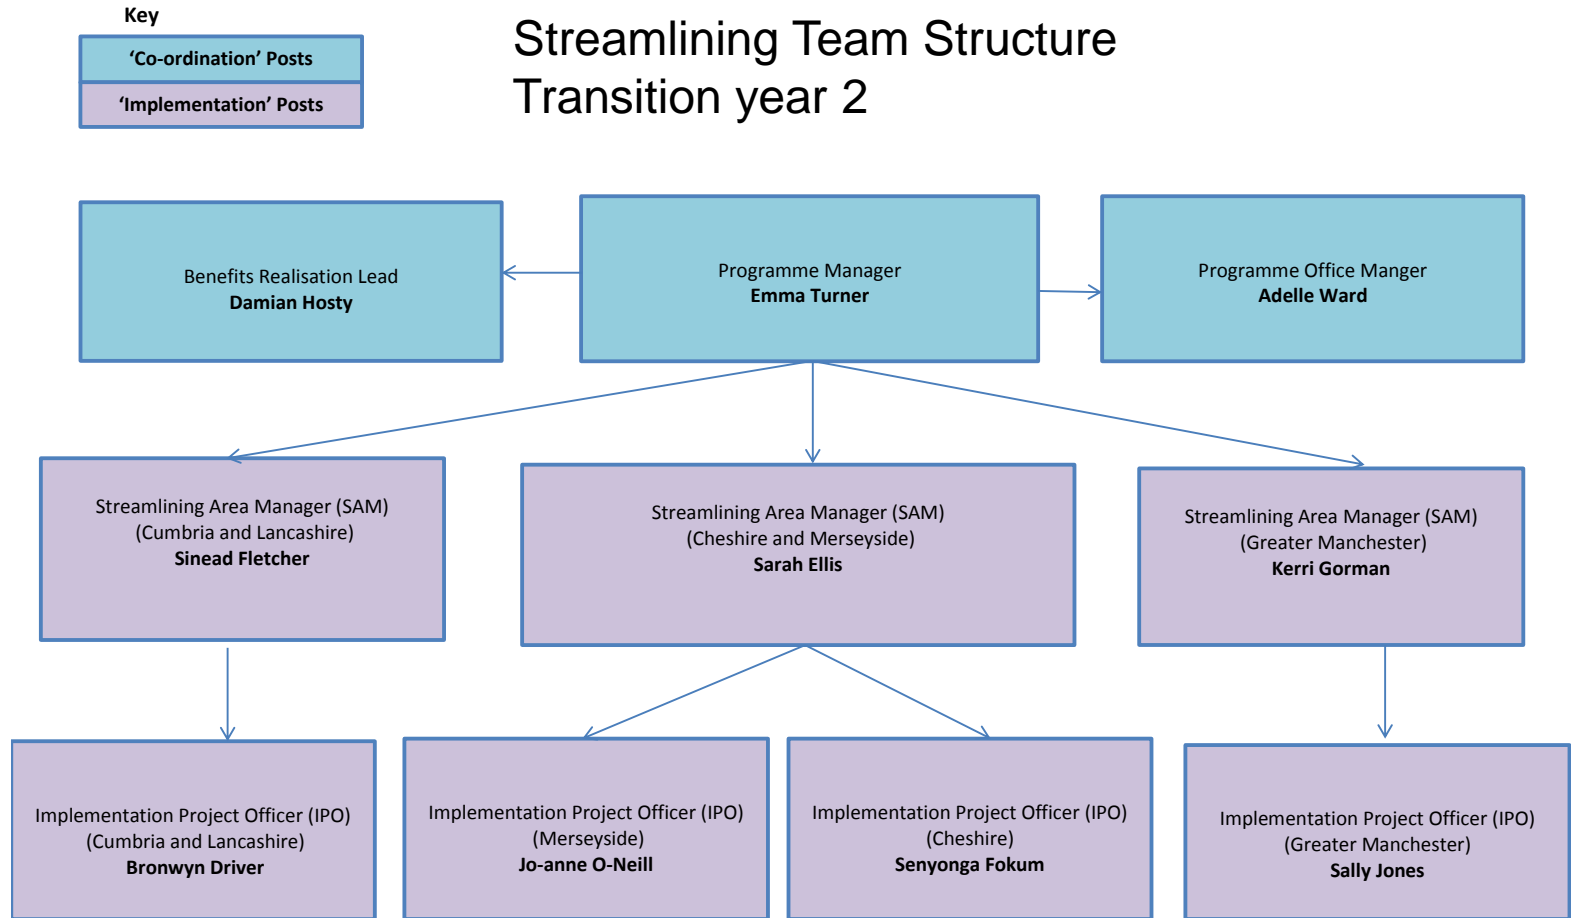 Key
‘Co-ordination’ Posts
‘Implementation’ Posts
Streamlining Team Structure
Transition year 2
Benefits Realisation Lead
Damian Hosty
Programme Manager
Emma Turner
Programme Office Manger
Adelle Ward
Streamlining Area Manager (SAM)
(Cumbria and Lancashire)
Sinead Fletcher
Streamlining Area Manager (SAM)
(Cheshire and Merseyside)
Sarah Ellis
Streamlining Area Manager (SAM)
(Greater Manchester)
Kerri Gorman
Implementation Project Officer (IPO)
(Cumbria and Lancashire)
Bronwyn Driver
Implementation Project Officer (IPO)
(Merseyside)
Jo-anne O-Neill
Implementation Project Officer (IPO)
(Cheshire)
Senyonga Fokum
Implementation Project Officer (IPO)
(Greater Manchester)
Sally Jones